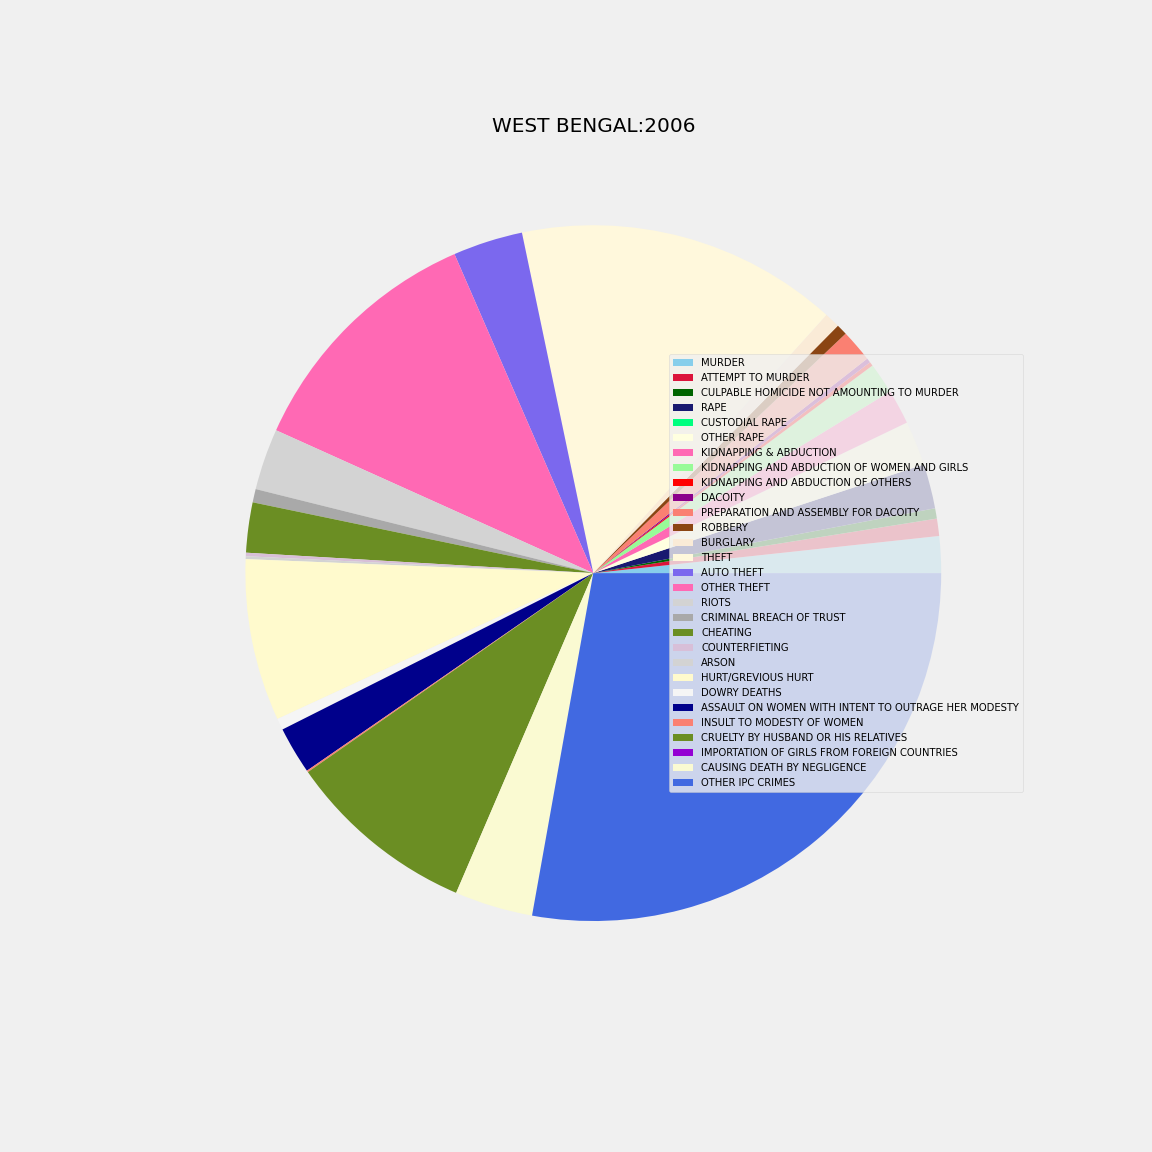 WEST BENGAL:2006
MURDER
ATTEMPT TO MURDER
CULPABLE HOMICIDE NOT AMOUNTING TO MURDER
RAPE
CUSTODIAL RAPE
OTHER RAPE
KIDNAPPING & ABDUCTION
KIDNAPPING AND ABDUCTION OF WOMEN AND GIRLS
KIDNAPPING AND ABDUCTION OF OTHERS
DACOITY
PREPARATION AND ASSEMBLY FOR DACOITY
ROBBERY
BURGLARY
THEFT
AUTO THEFT
OTHER THEFT
RIOTS
CRIMINAL BREACH OF TRUST
CHEATING
COUNTERFIETING
ARSON
HURT/GREVIOUS HURT
DOWRY DEATHS
ASSAULT ON WOMEN WITH INTENT TO OUTRAGE HER MODESTY
INSULT TO MODESTY OF WOMEN
CRUELTY BY HUSBAND OR HIS RELATIVES
IMPORTATION OF GIRLS FROM FOREIGN COUNTRIES
CAUSING DEATH BY NEGLIGENCE
OTHER IPC CRIMES